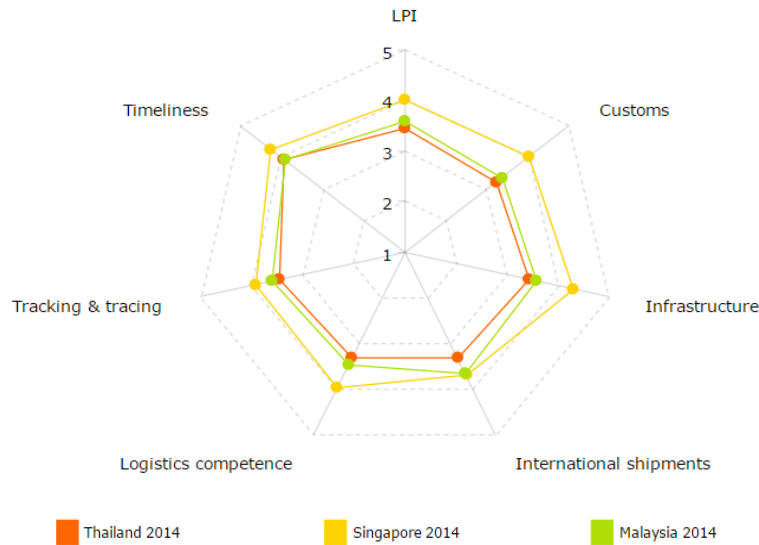 LPI
5
4
3
2
1
Timeliness
Customs
Tracking & tracing
Infrastructure
Logistics competence
International shipments
Thailand 2014
Singapore 2014
Malaysia 2014